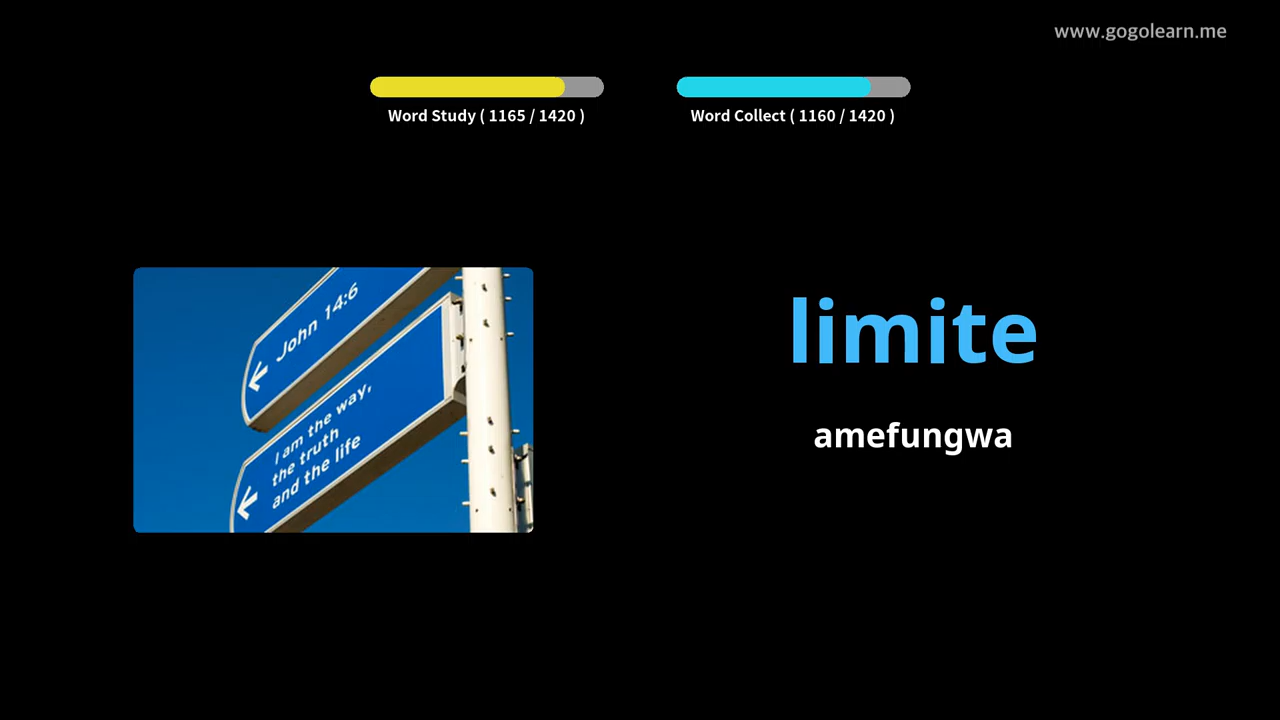 www.gogolearn.me
Word Study ( 1165 / 1420 )
Word Collect ( 1160 / 1420 )
John 14:6
I am the way,
the truth
and the life
limite
amefungwa